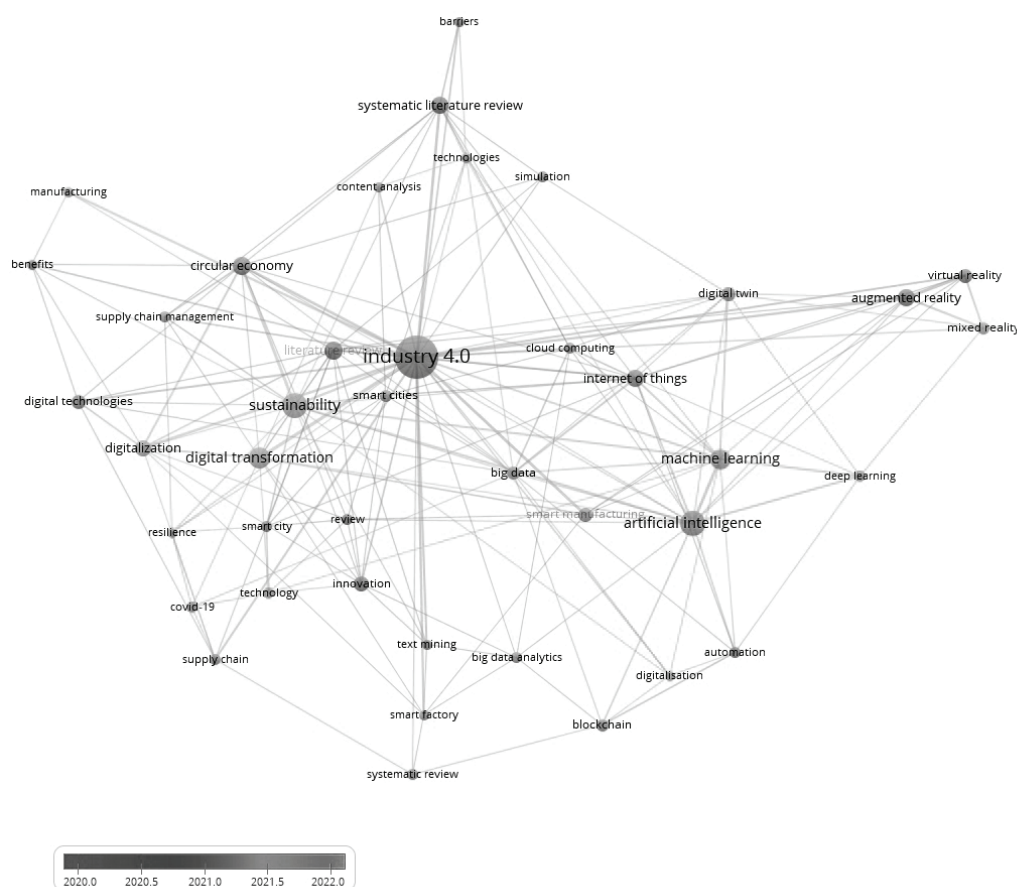 barriers
systematic literature review
technologies
simulation
content analysis
manufacturing
benefits
circular economy
virtual reality
digital twin
augmented reality
supply chain management
mixed reality
literature review
industry 4.0
cloud computing
internet of things
smart cities
digital technologies
sustainability
digitalization
digital transformation
machine learning
big data
deep learning
smart manufacturing
artificial intelligence
review
smart city
resilience
innovation
technology
covid-19
text mining
automation
supply chain
big data analytics
digitalisation
smart factory
blockchain
systematic review
2020.0 2020.5 2021.0 2021.5 2022.0